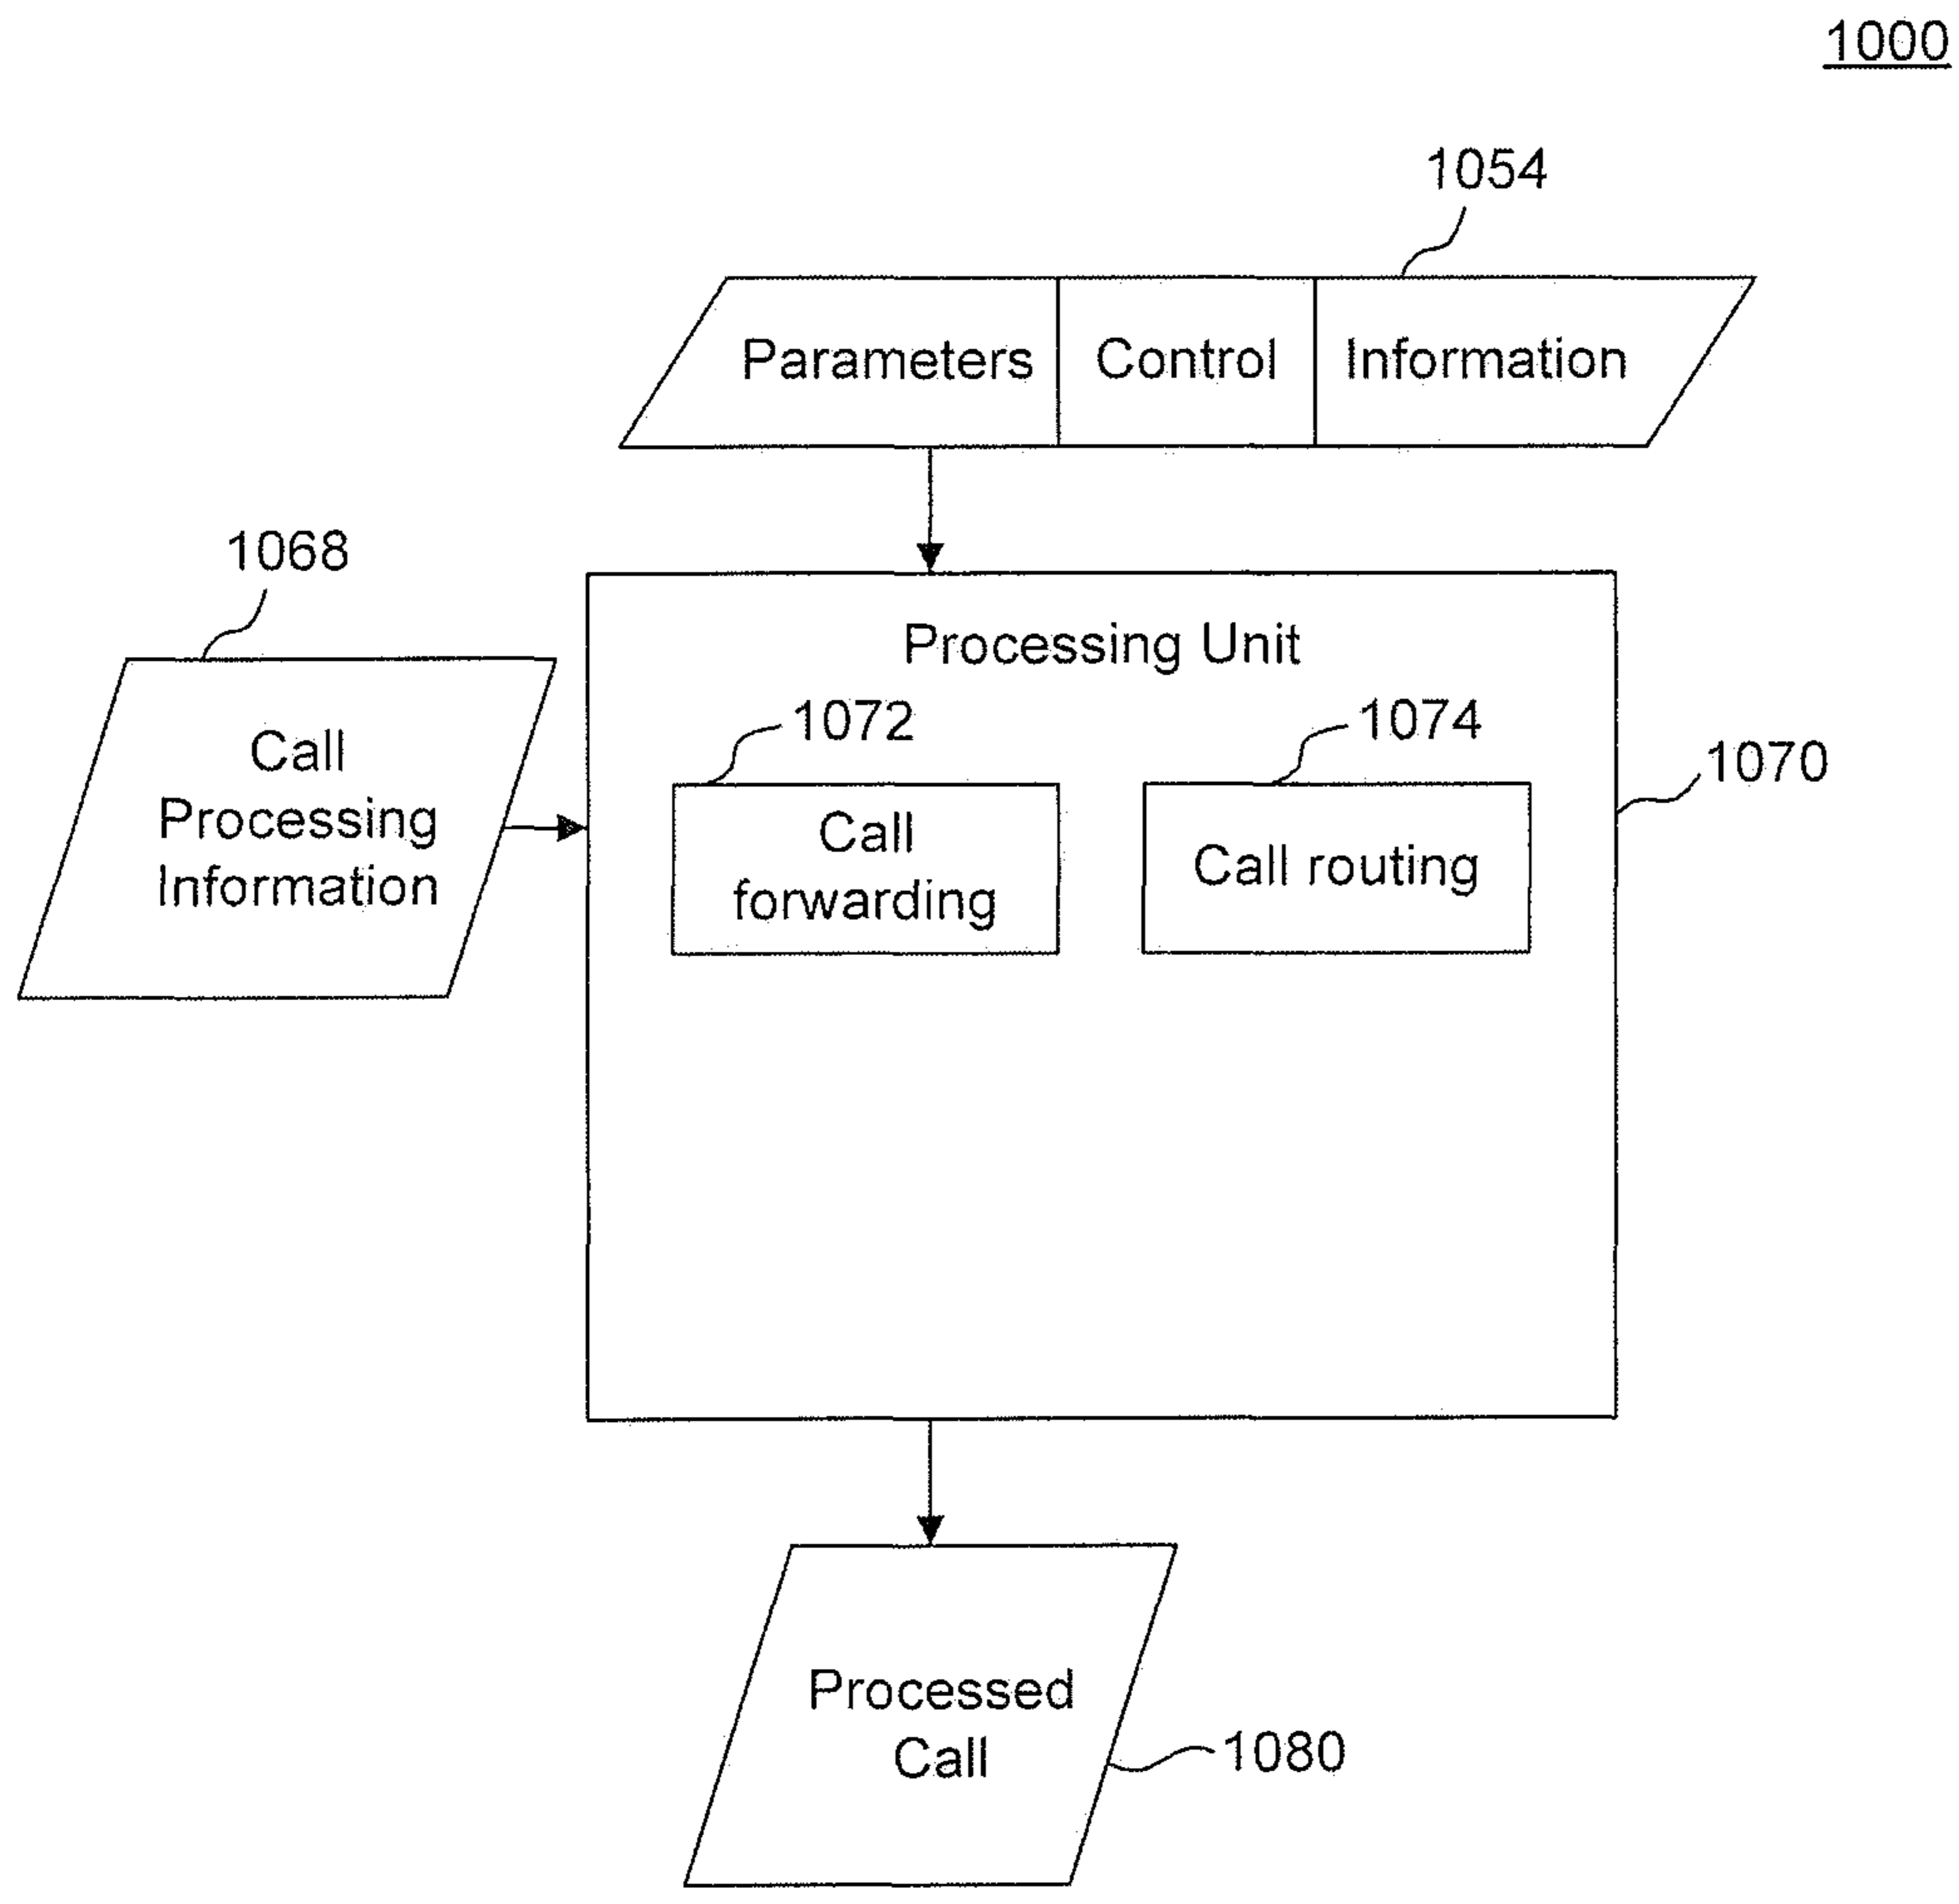 1000
1054
Parameters Control Information
1068
Processing Unit
1072 1074
1070
Call
Processing
Information
Call
forwarding
Call routing
Processed
Call
1080